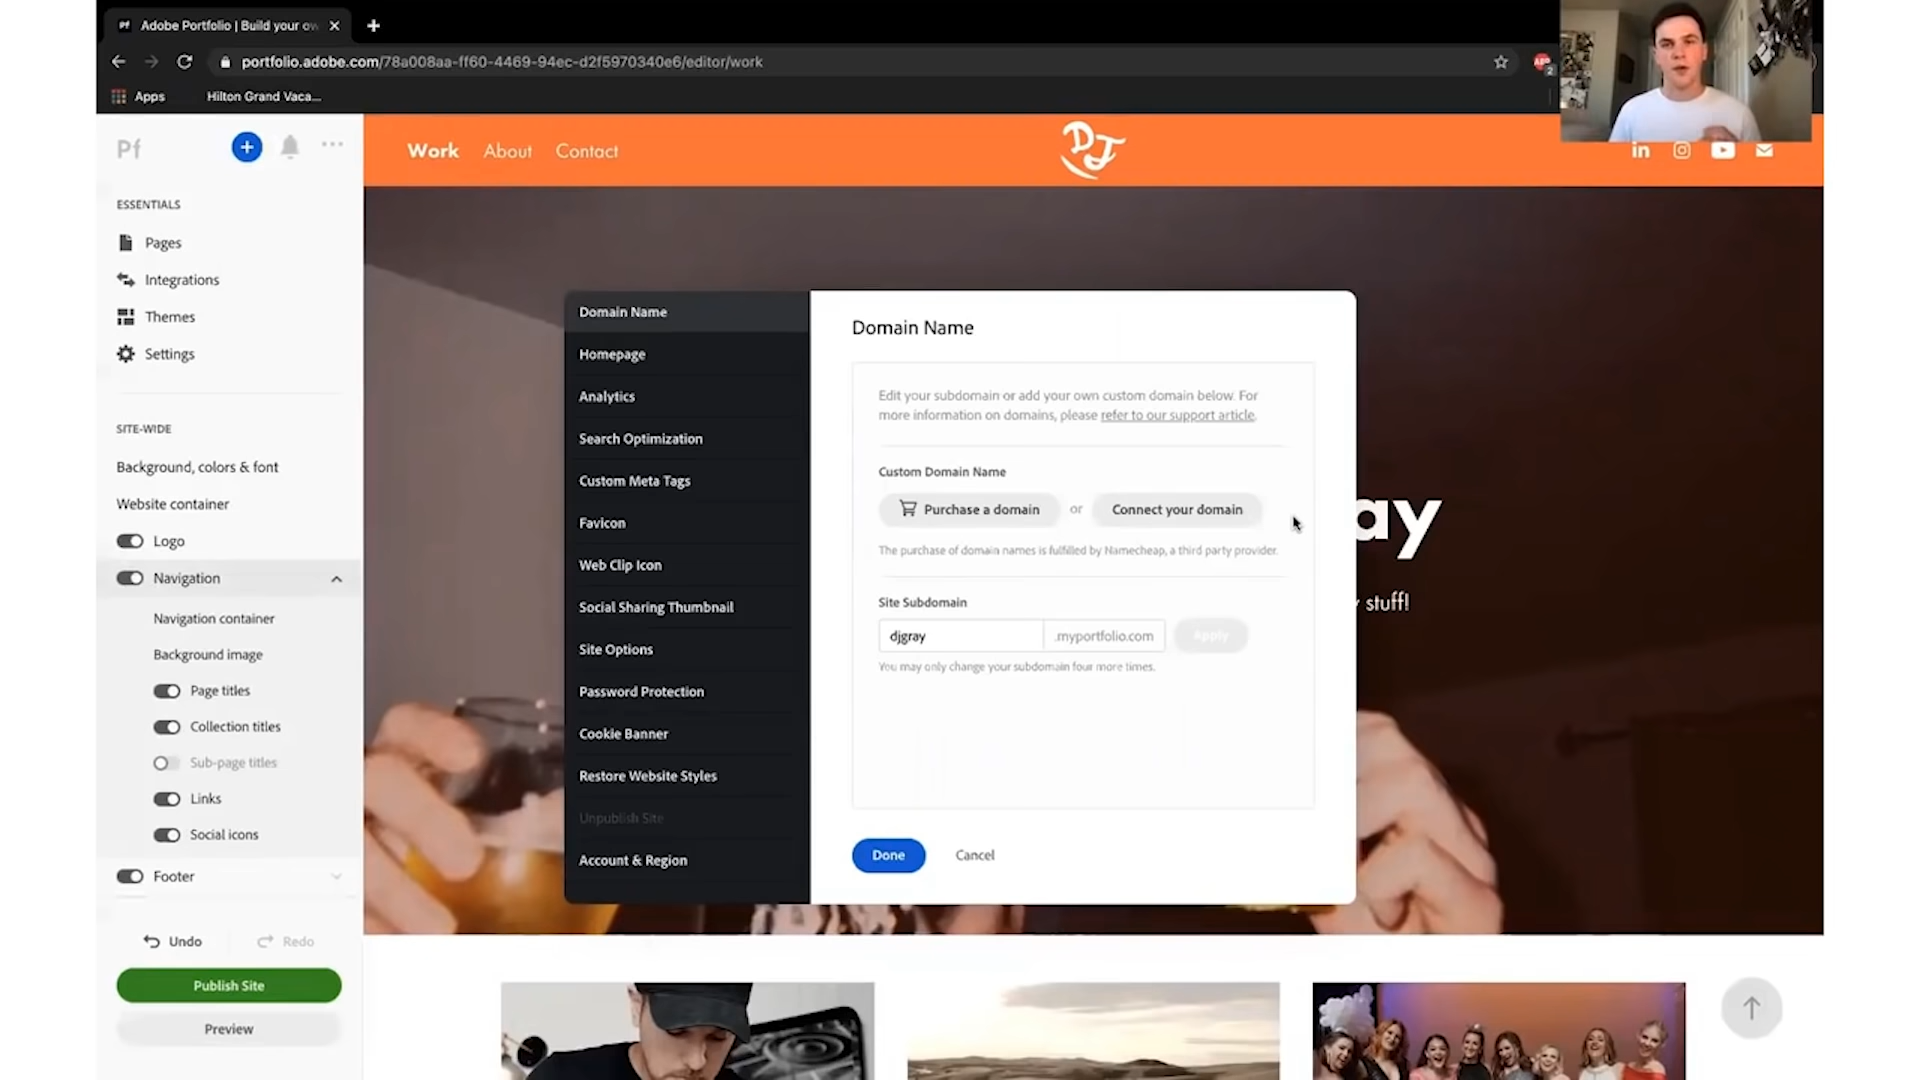 Adobe Portfolio | Build your ow
portfolio.adobe.com/78a008aa-ff60-4469-94ec-d2f5970340e6/editor/work
2
Apps
Hilton Grand Vaca...
Pf
ESSENTIALS
Pages
Integrations
Themes
Settings
SITE-WIDE
Background, colors & font
Website container
Logo
Navigation
Navigation container
Background image
Page titles
Collection titles
Sub-page titles
Links
Social icons
Footer
Undo
Redo
Publish Site
Preview
Work
About
Contact
DJ
in
Domain Name
Homepage
Analytics
Search Optimization
Custom Meta Tags
Favicon
Web Clip Icon
Social Sharing Thumbnail
Site Options
Password Protection
Cookie Banner
Restore Website Styles
Unpublish Site
Account & Region
Domain Name
Edit your subdomain or add your own custom domain below. For
more information on domains, please refer to our support article.
Custom Domain Name
Purchase a domain or Connect your domain
The purchase of domain names is fulfilled by Namecheap, a third party provider.
Site Subdomain
djgray .myportfolio.com Apply
You may only change your subdomain four more times.
Done
Cancel
ay
stuff!